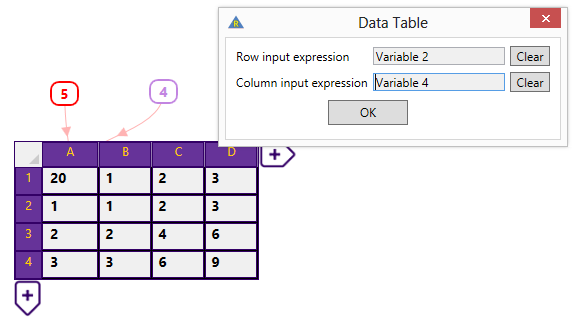 Data Table
Row input expression Variable 2 Clear
Column input expression Variable 4 Clear
OK
5 4
A B C D
1 20 1 2 3
2 1 1 2 3
3 2 2 4 6
4 3 3 6 9